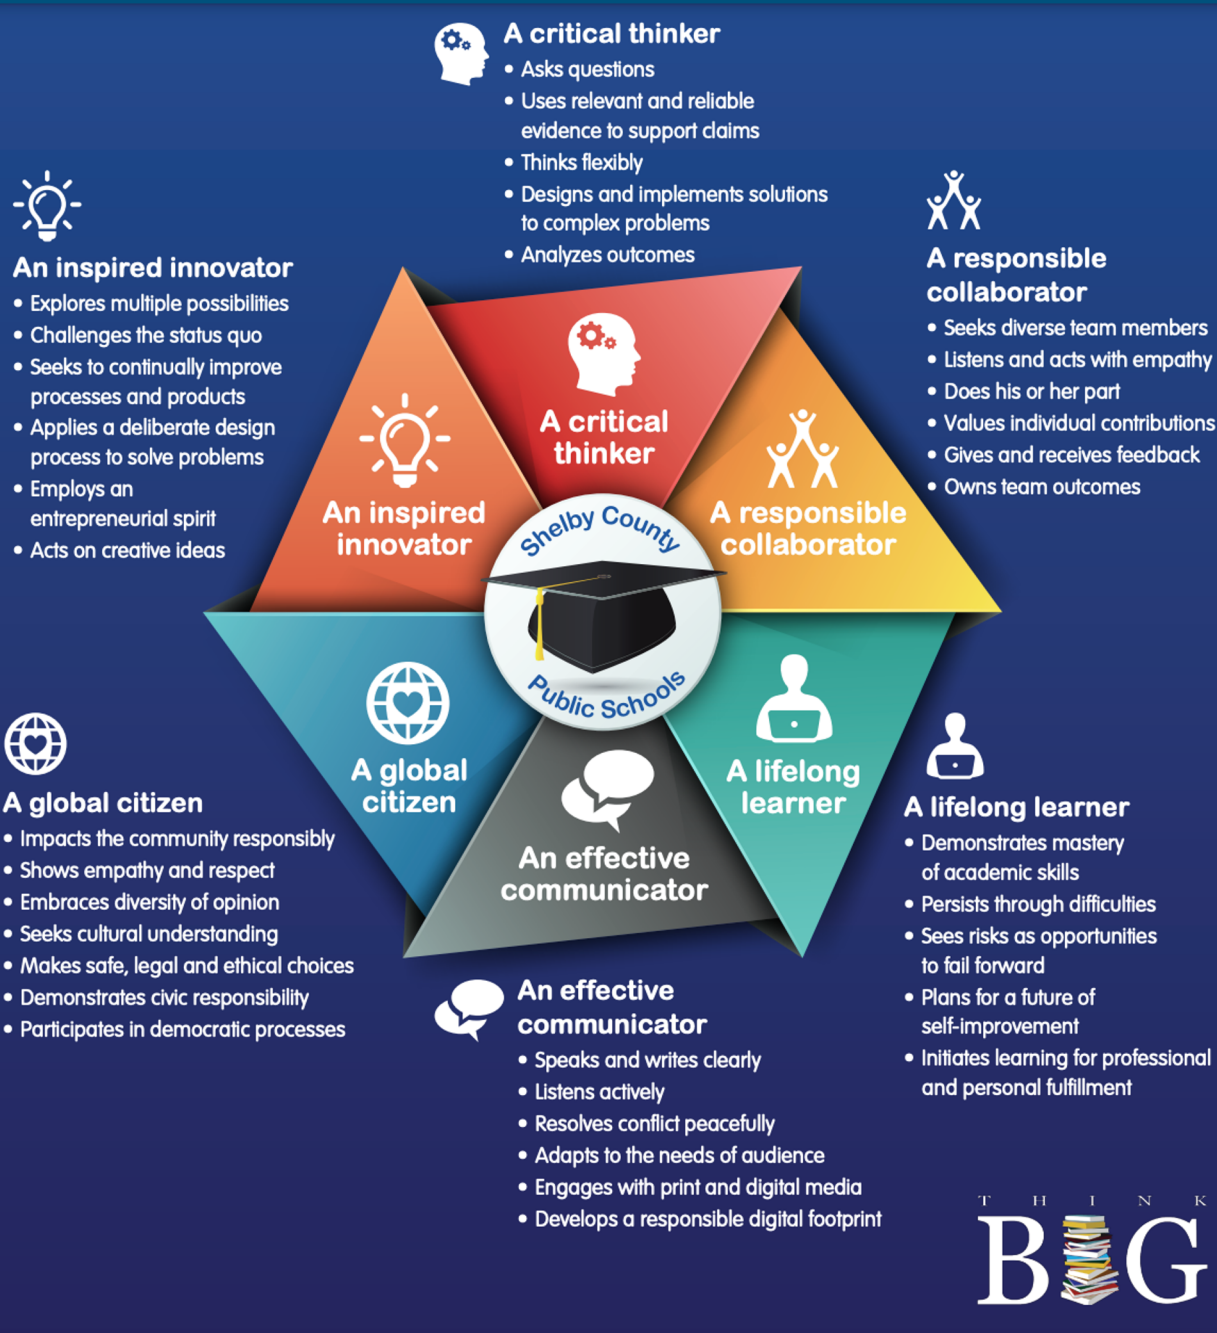 A critical thinker
• Asks questions
• Uses relevant and reliable
evidence to support claims
• Thinks flexibly
• Designs and implements solutions
to complex problems
• Analyzes outcomes
An inspired innovator
• Explores multiple possibilities
• Challenges the status quo
• Seeks to continually improve
processes and products
• Applies a deliberate design
process to solve problems
• Employs an
entrepreneurial spirit
• Acts on creative ideas
A responsible
collaborator
• Seeks diverse team members
• Listens and acts with empathy
• Does his or her part
• Values individual contributions
• Gives and receives feedback
• Owns team outcomes
A critical
thinker
An inspired
innovator
A responsible
collaborator
Shelby County
Public Schools
A global
citizen
A lifelong
learner
An effective
communicator
A global citizen
• Impacts the community responsibly
• Shows empathy and respect
• Embraces diversity of opinion
• Seeks cultural understanding
• Makes safe, legal and ethical choices
• Demonstrates civic responsibility
• Participates in democratic processes
A lifelong learner
• Demonstrates mastery
of academic skills
• Persists through difficulties
• Sees risks as opportunities
to fail forward
• Plans for a future of
self-improvement
• Initiates learning for professional
and personal fulfillment
An effective
communicator
• Speaks and writes clearly
• Listens actively
• Resolves conflict peacefully
• Adapts to the needs of audience
• Engages with print and digital media
• Develops a responsible digital footprint
THINK
BIG